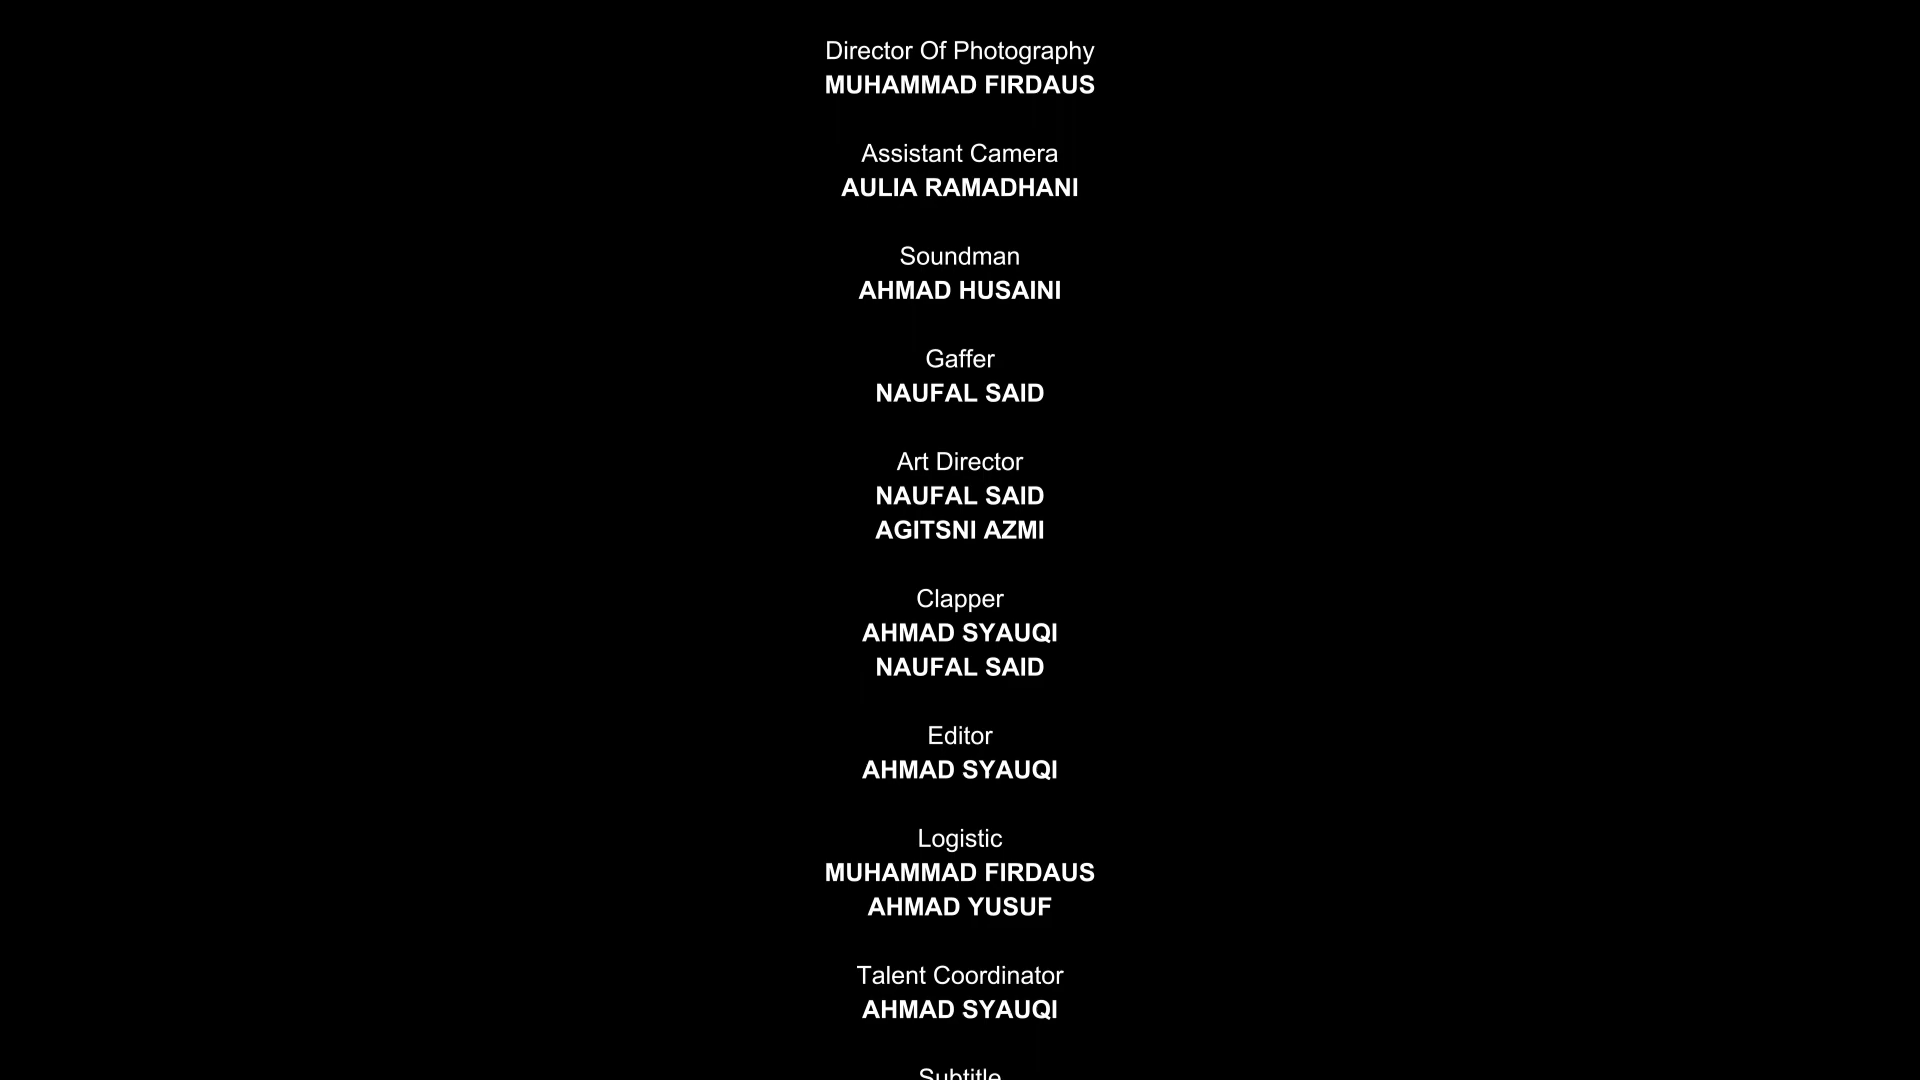 Director Of Photography
MUHAMMAD FIRDAUS
Assistant Camera
AULIA RAMADHANI
Soundman
AHMAD HUSAINI
Gaffer
NAUFAL SAID
Art Director
NAUFAL SAID
AGITSNI AZMI
Clapper
AHMAD SYAUQI
NAUFAL SAID
Editor
AHMAD SYAUQI
Logistic
MUHAMMAD FIRDAUS
AHMAD YUSUF
Talent Coordinator
AHMAD SYAUQI
Subtitle